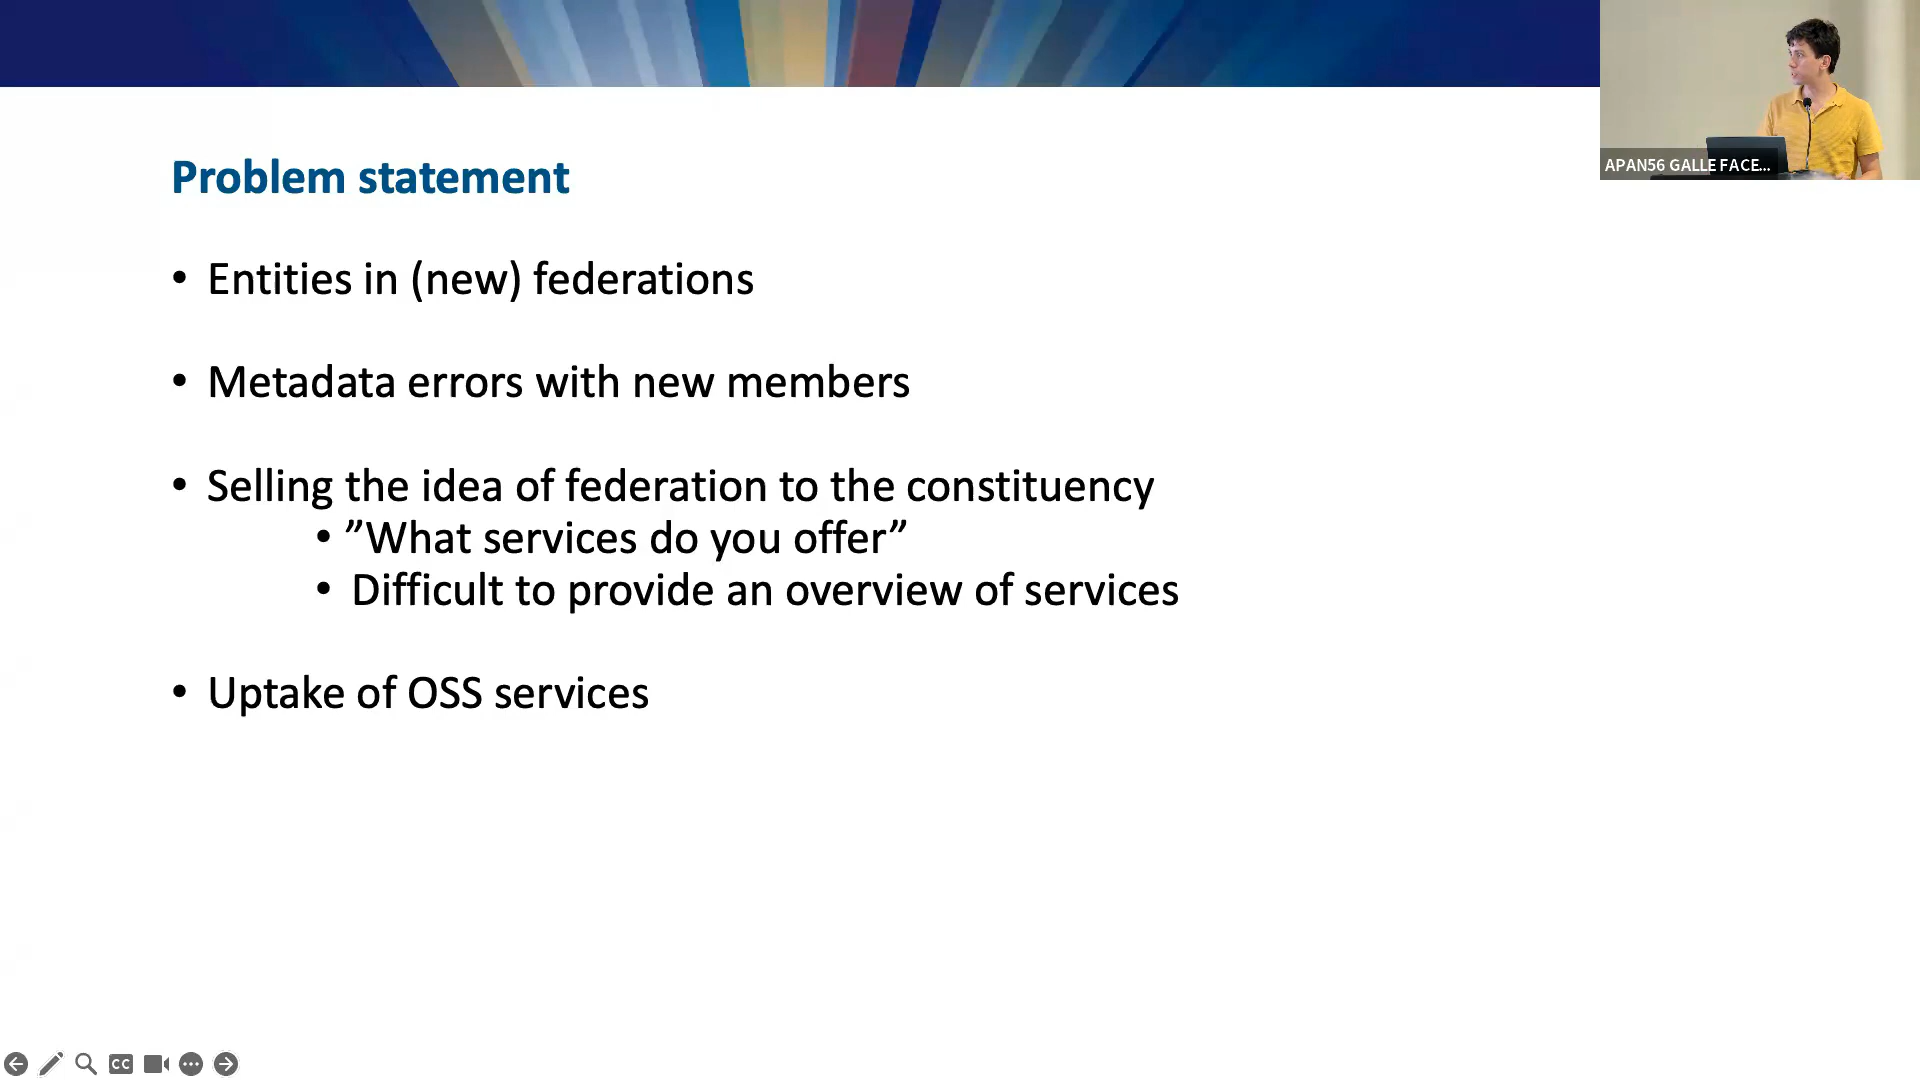 APAN56 GALLE FACE...
Problem statement
• Entities in (new) federations
• Metadata errors with new members
• Selling the idea of federation to the constituency
• ”What services do you offer”
• Difficult to provide an overview of services
• Uptake of OSS services
CC